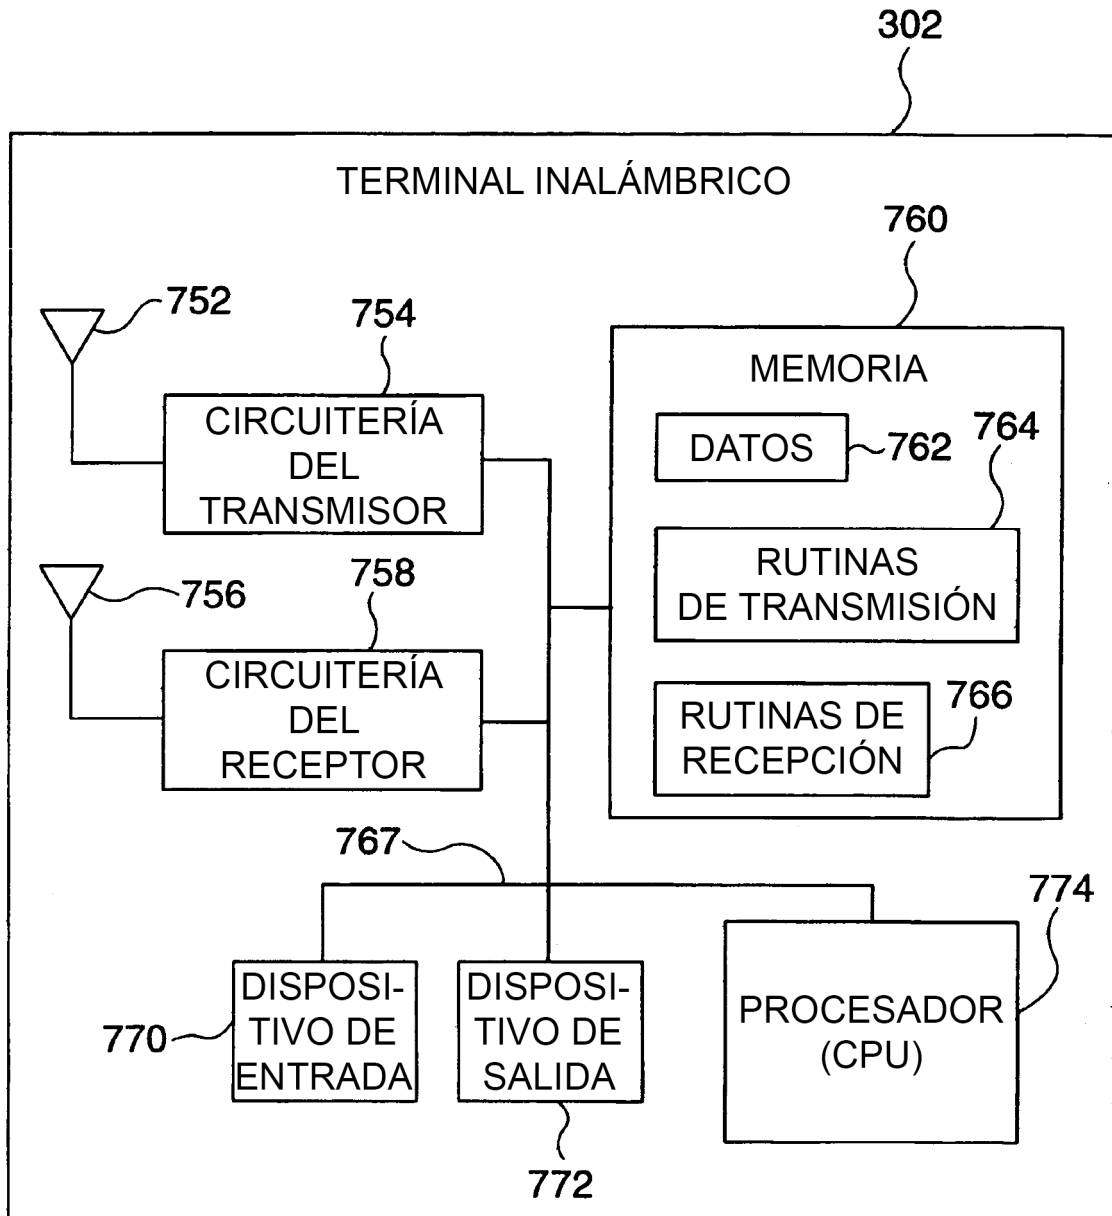 302
TERMINAL INALÁMBRICO
760
752
754
MEMORIA
CIRCUITERÍA
DEL
TRANSMISOR
DATOS
762
764
RUTINAS
DE TRANSMISIÓN
756
758
CIRCUITERÍA
DEL
RECEPTOR
RUTINAS DE
RECEPCIÓN
766
767
774
DISPOSI-
TIVO DE
ENTRADA
770
DISPOSI-
TIVO DE
SALIDA
772
PROCESADOR
(CPU)